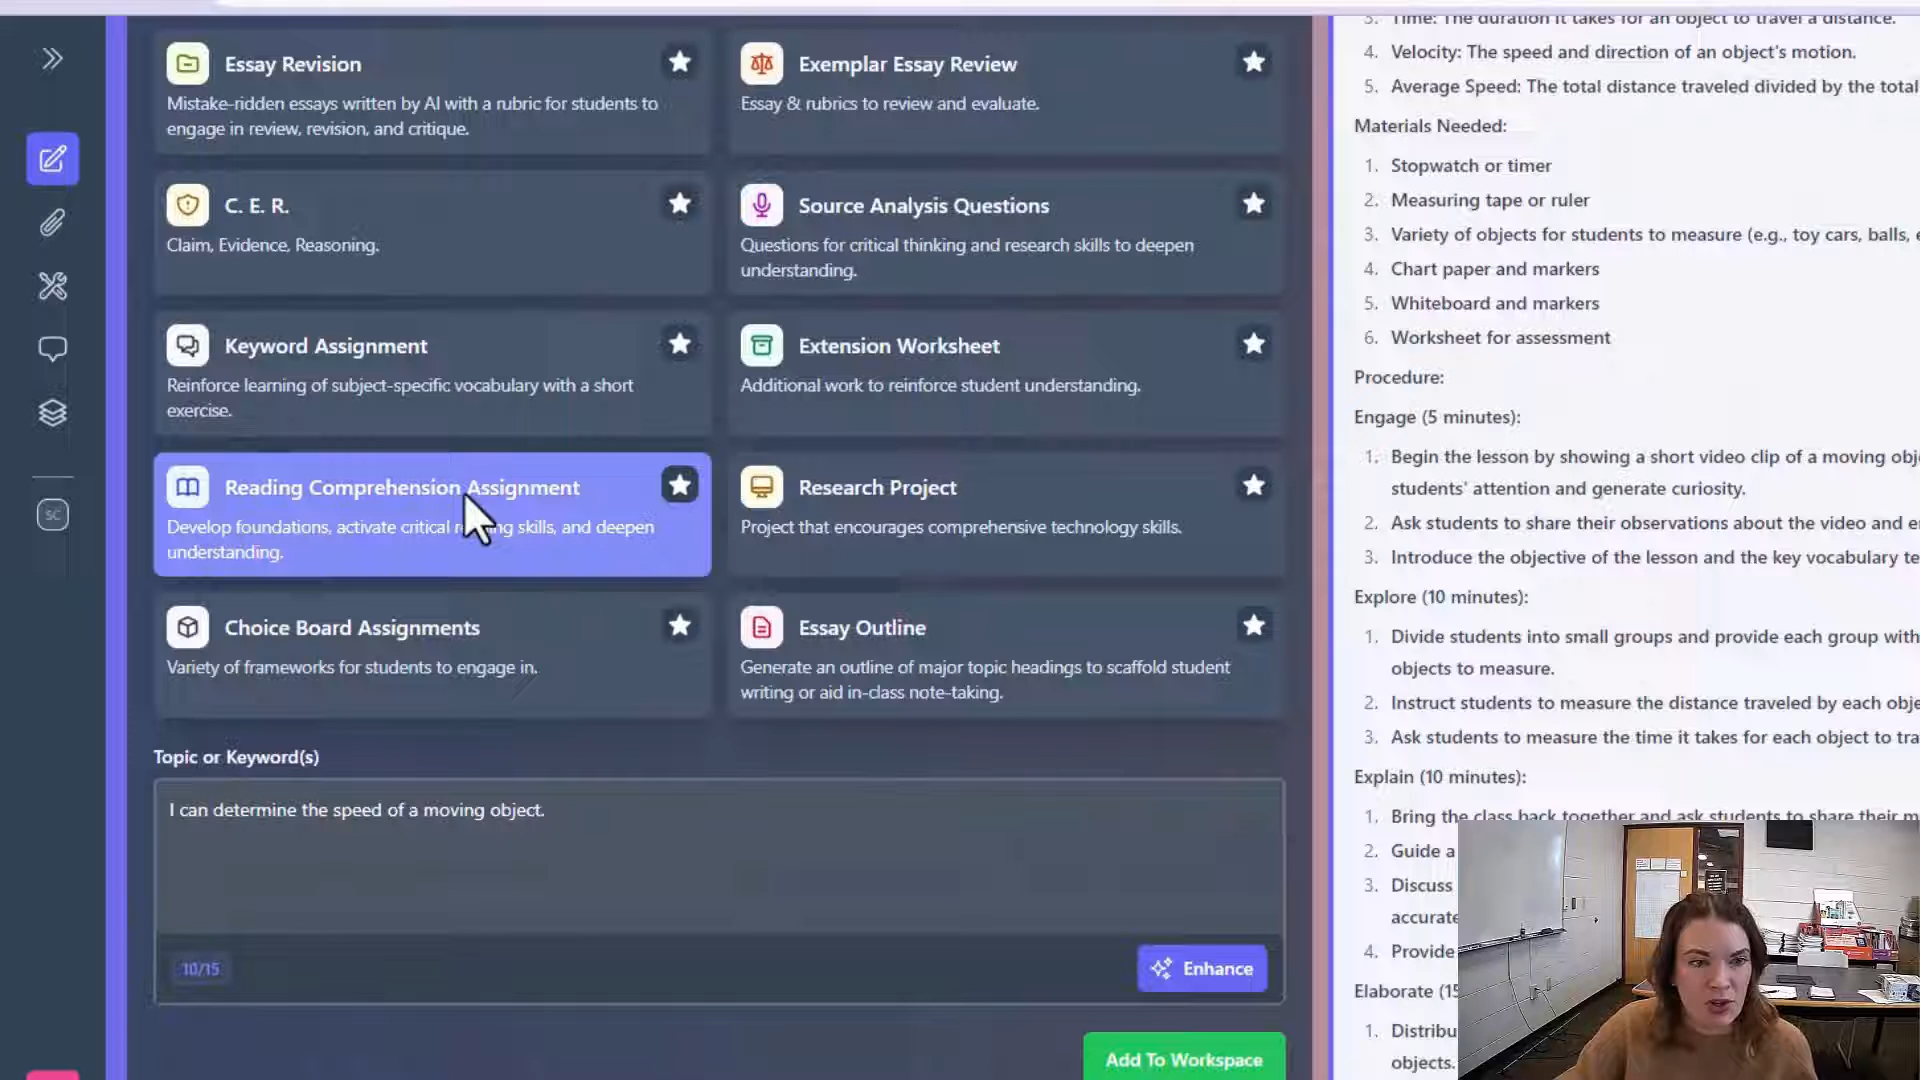 Essay Revision
Mistake-ridden essays written by AI with a rubric for students to
engage in review, revision, and critique.
Exemplar Essay Review
Essay & rubrics to review and evaluate.
C. E. R.
Claim, Evidence, Reasoning.
Source Analysis Questions
Questions for critical thinking and research skills to deepen
understanding.
Keyword Assignment
Reinforce learning of subject-specific vocabulary with a short
exercise.
Extension Worksheet
Additional work to reinforce student understanding.
Reading Comprehension Assignment
Develop foundations, activate critical skills, and deepen
understanding.
Research Project
Project that encourages comprehensive technology skills.
Choice Board Assignments
Variety of frameworks for students to engage in.
Essay Outline
Generate an outline of major topic headings to scaffold student
writing or aid in-class note-taking.
Topic or Keyword(s)
I can determine the speed of a moving object.
10/15
Enhance
Add To Workspace
SC
3. Time: The duration it takes for an object to travel a distance.
4. Velocity: The speed and direction of an object's motion.
5. Average Speed: The total distance traveled divided by the total
Materials Needed:
1. Stopwatch or timer
2. Measuring tape or ruler
3. Variety of objects for students to measure (e.g., toy cars, balls,
4. Chart paper and markers
5. Whiteboard and markers
6. Worksheet for assessment
Procedure:
Engage (5 minutes):
1. Begin the lesson by showing a short video clip of a moving
students' attention and generate curiosity.
2. Ask students to share their observations about the video and
3. Introduce the objective of the lesson and the key vocabulary
Explore (10 minutes):
1. Divide students into small groups and provide each group with
objects to measure.
2. Instruct students to measure the distance traveled by each
3. Ask students to measure the time it takes for each object to
Explain (10 minutes):
1. Bring the class back together and ask students to share their
2. Guide a
3. Discuss
accurate
4. Provide
Elaborate (15
1.
objects.